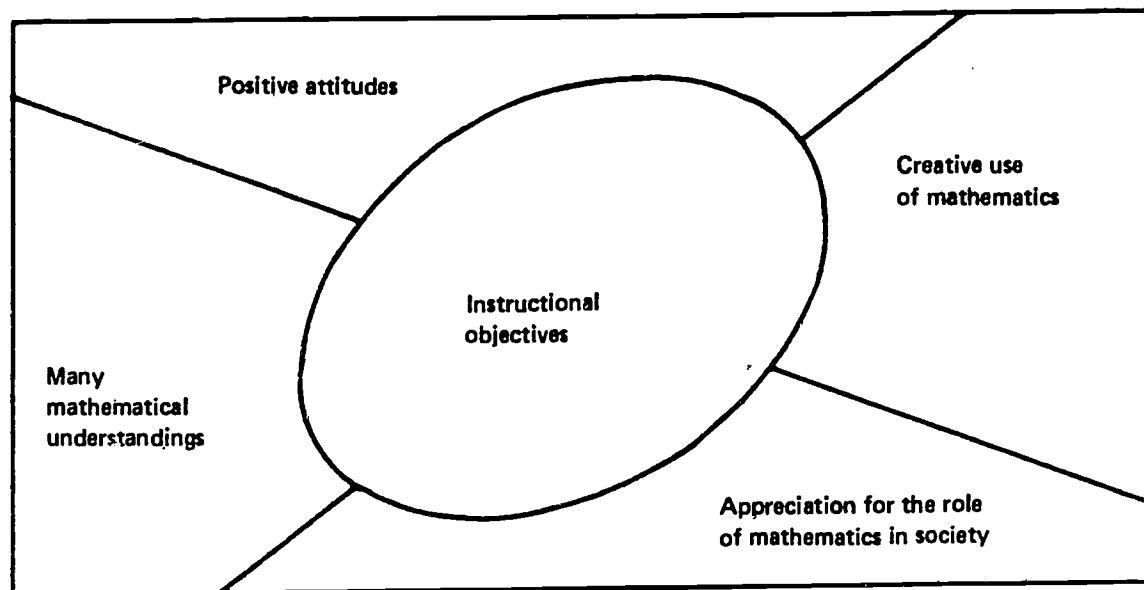 Positive attitudes
Creative use
of mathematics
Instructional
objectives
Many
mathematical
understandings
Appreciation for the role
of mathematics in society